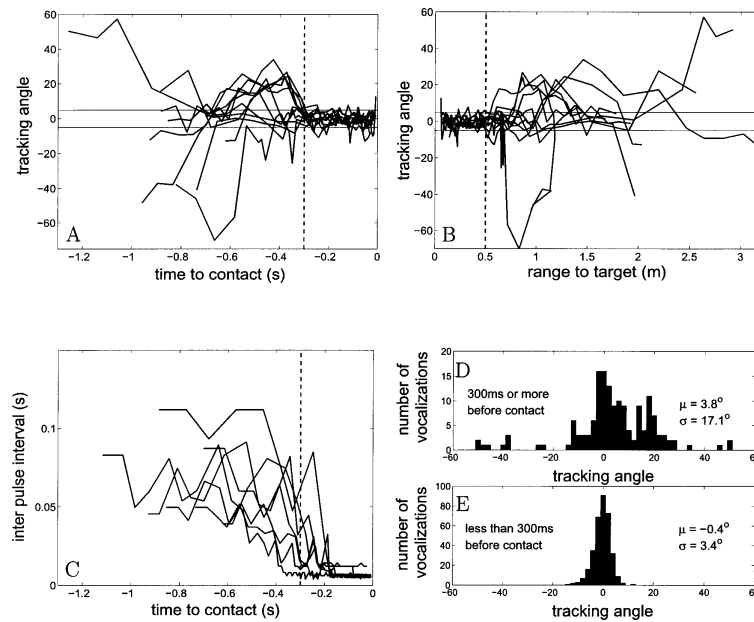 60
40
20
0
−20
−40
−60
tracking angle
A
−1.2 −1 −0.8 −0.6 −0.4 −0.2 0
time to contact (s)
60
40
20
0
−20
−40
−60
tracking angle
B
0 0.5 1 1.5 2 2.5 3
range to target (m)
0.1
0.05
0
inter pulse interval (s)
C
−1.2 −1 −0.8 −0.6 −0.4 −0.2 0
time to contact (s)
20
15
10
5
0
number of
vocalizations
D
300ms or more
before contact
μ = 3.8°
σ = 17.1°
−60 −40 −20 0 20 40 60
tracking angle
100
80
60
40
20
0
number of
vocalizations
E
less than 300ms
before contact
μ = −0.4°
σ = 3.4°
−60 −40 −20 0 20 40 60
tracking angle